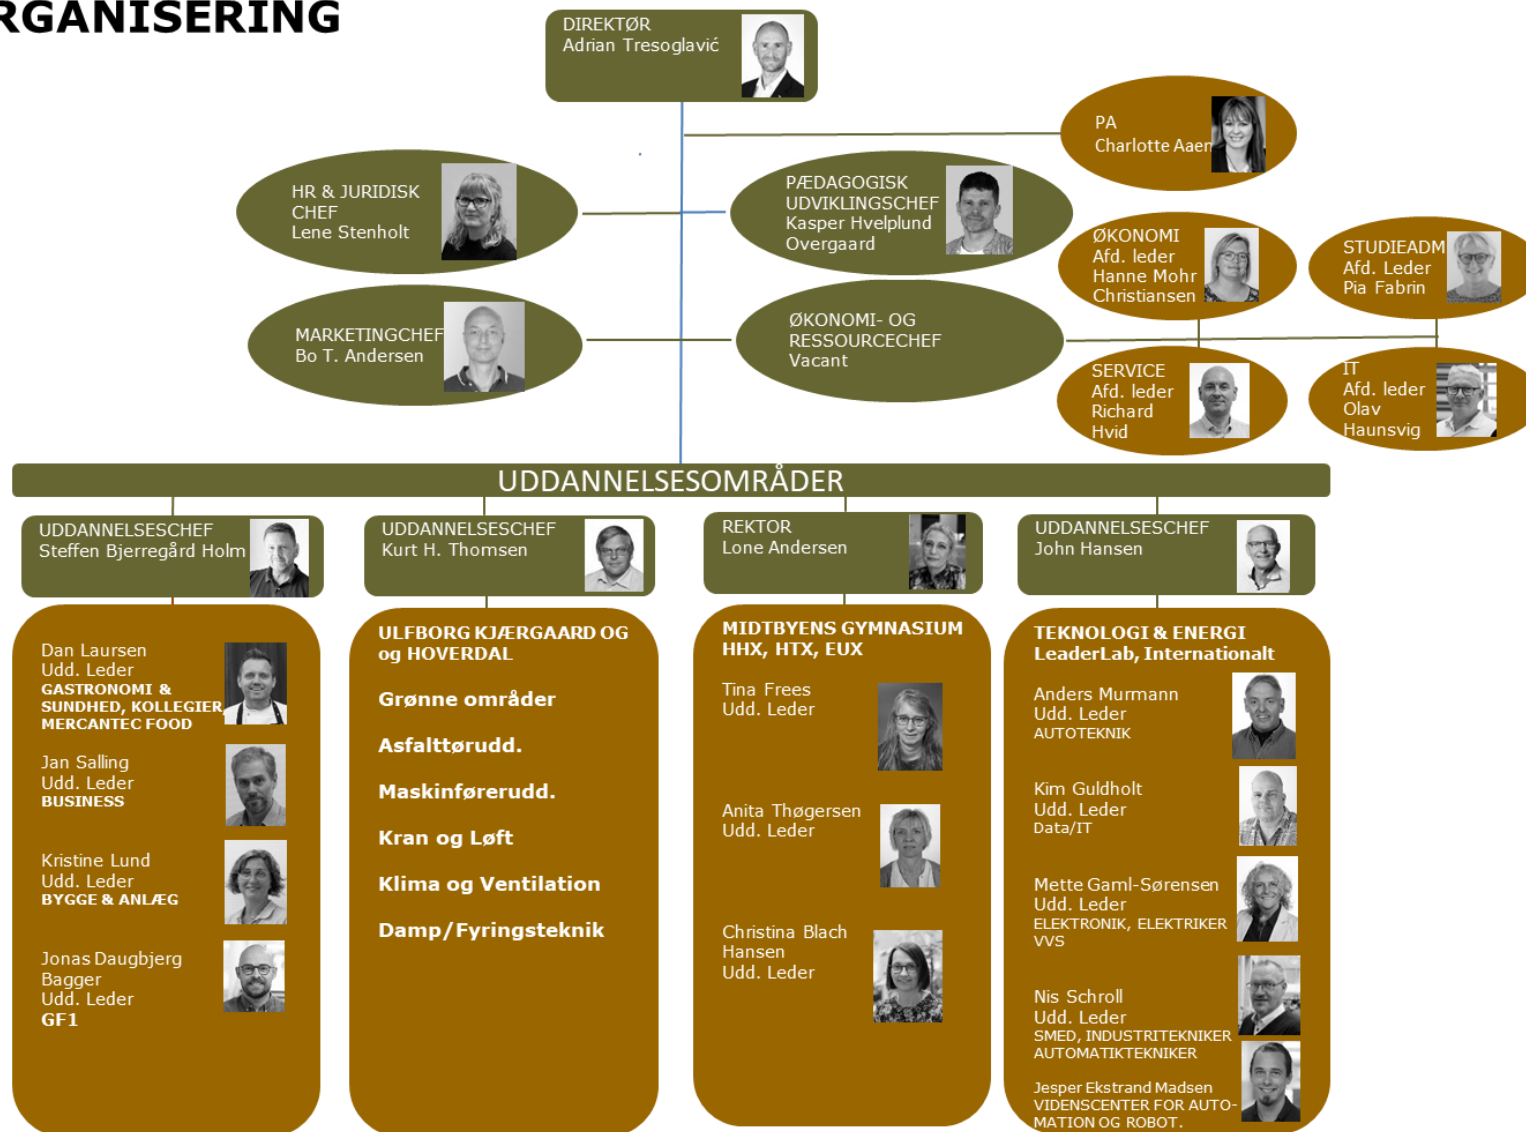 RGANISERING
DIREKTØR
Adrian Tresoglavić
PA
Charlotte Aaen
HR & JURIDISK
CHEF
Lene Stenholt
PÆDAGOGISK
UDVIKLINGSCHEF
Kasper Hvelplund
Overgaard
ØKONOMI
Afd. leder
Hanne Mohr
Christiansen
STUDIEADM
Afd. Leder
Pia Fabrin
MARKETINGCHEF
Bo T. Andersen
ØKONOMI- OG
RESSOURCECHEF
Vacant
SERVICE
Afd. leder
Richard
Hvid
IT
Afd. leder
Olav
Haunsvig
UDDANNELSESOMRÅDER
UDDANNELSESCHEF
Steffen Bjerregård Holm
Dan Laursen
Udd. Leder
GASTRONOMI &
SUNDHED, KOLLEGIER,
MERCANTEC FOOD
Jan Salling
Udd. Leder
BUSINESS
Kristine Lund
Udd. Leder
BYGGE & ANLÆG
Jonas Daugbjerg
Bagger
Udd. Leder
GF1
UDDANNELSESCHEF
Kurt H. Thomsen
ULFBORG KJÆRGAARD OG
og HOVERDAL
Grønne områder
Asfalttørudd.
Maskinførerudd.
Kran og Løft
Klima og Ventilation
Damp/Fyringsteknik
REKTOR
Lone Andersen
MIDTBYENS GYMNASIUM
HHX, HTX, EUX
Tina Frees
Udd. Leder
Anita Thøgersen
Udd. Leder
Christina Blach
Hansen
Udd. Leder
UDDANNELSESCHEF
John Hansen
TEKNOLOGI & ENERGI
LeaderLab, Internationalt
Anders Murmann
Udd. Leder
AUTOTEKNIK
Kim Guldholt
Udd. Leder
Data/IT
Mette Gaml-Sørensen
Udd. Leder
ELEKTRONIK, ELEKTRIKER
VVS
Nis Schroll
Udd. Leder
SMED, INDUSTRITEKNIKER
AUTOMATIKTEKNIKER
Jesper Ekstrand Madsen
VIDENSCENTER FOR AUTO-
MATION OG ROBOT.